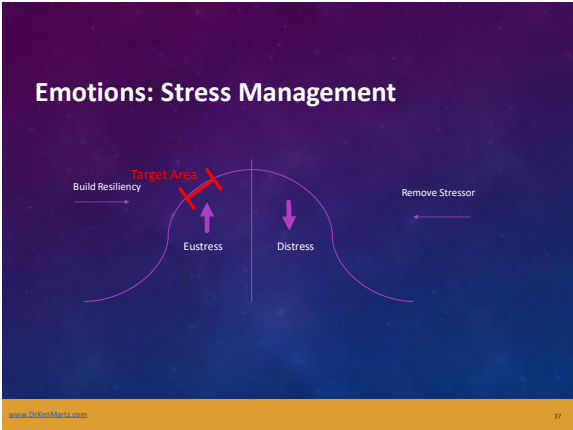 Emotions: Stress Management
Target Area
Build Resiliency
Remove Stressor
Eustress
Distress
www.DrKenMartz.com
37